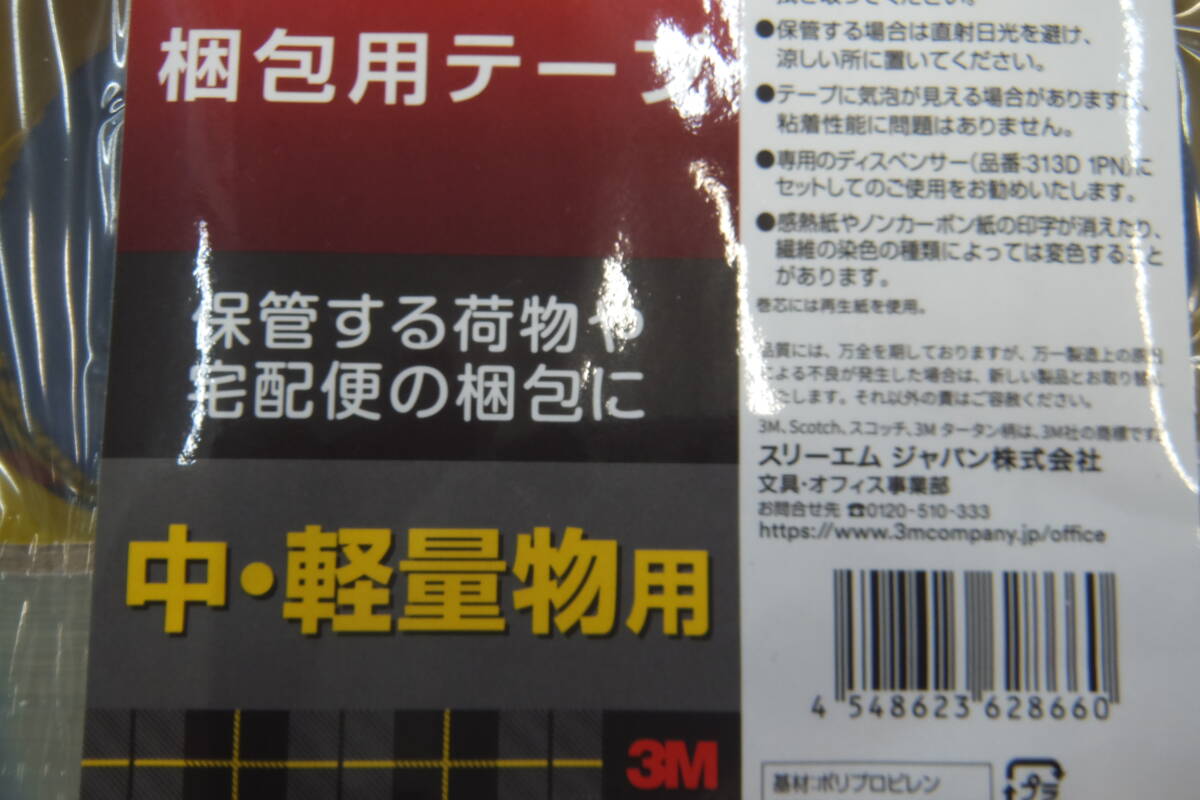 梱包用テープ
保管する荷物や
宅配便の梱包に
中・軽量物用
3M
●保管する場合は直射日光を避け、
涼しい所に置いてください。
●テープに気泡が見える場合がありますが、
粘着性能に問題はありません。
●専用のディスペンサー(品番:313D 1PN)に
セットしてのご使用をお勧めいたします。
●感熱紙やノンカーボン紙の印字が消えたり、
繊維の染色の種類によっては変色すること
があります。
巻芯には再生紙を使用。
品質には、万全を期しておりますが、万一製造上の原因
による不良が発生した場合は、新しい製品とお取り替え
いたします。それ以外の責はご容赦ください。
3M、Scotch、スコッチ、3M タータン柄は、3M社の商標です。
スリーエム ジャパン株式会社
文具・オフィス事業部
お問合せ先 ☎0120-510-333
https://www.3mcompany.jp/office
4 548623 628660
基材:ポリプロピレン
プラ